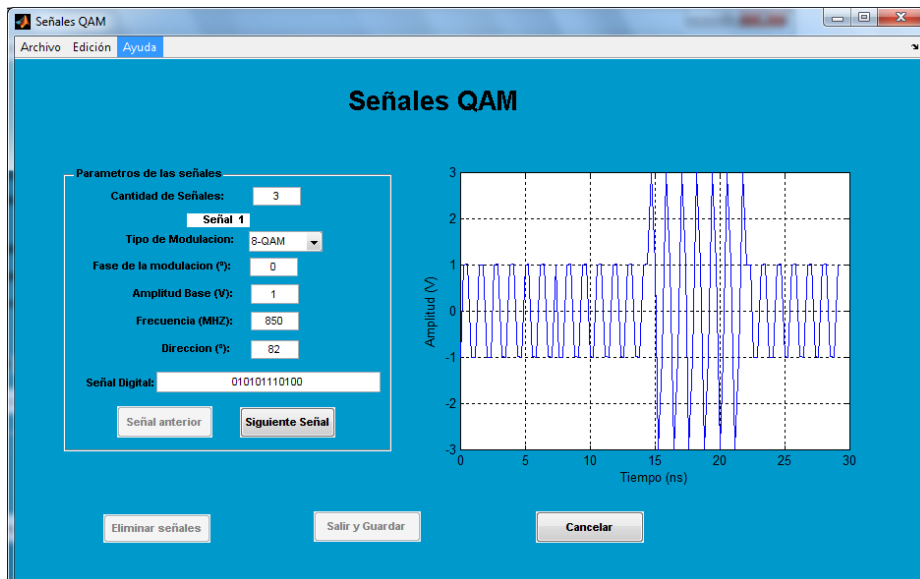 Señales QAM
Archivo Edición Ayuda
Señales QAM
Parametros de las señales
Cantidad de Señales: 3
Señal 1
Tipo de Modulacion: 8-QAM
Fase de la modulacion (º): 0
Amplitud Base (V): 1
Frecuencia (MHZ): 850
Direccion (º): 82
Señal Digital: 010101110100
Señal anterior Siguiente Señal
Eliminar señales Salir y Guardar Cancelar
3
2
1
0
-1
-2
-3
Amplitud (V)
0 5 10 15 20 25 30
Tiempo (ns)